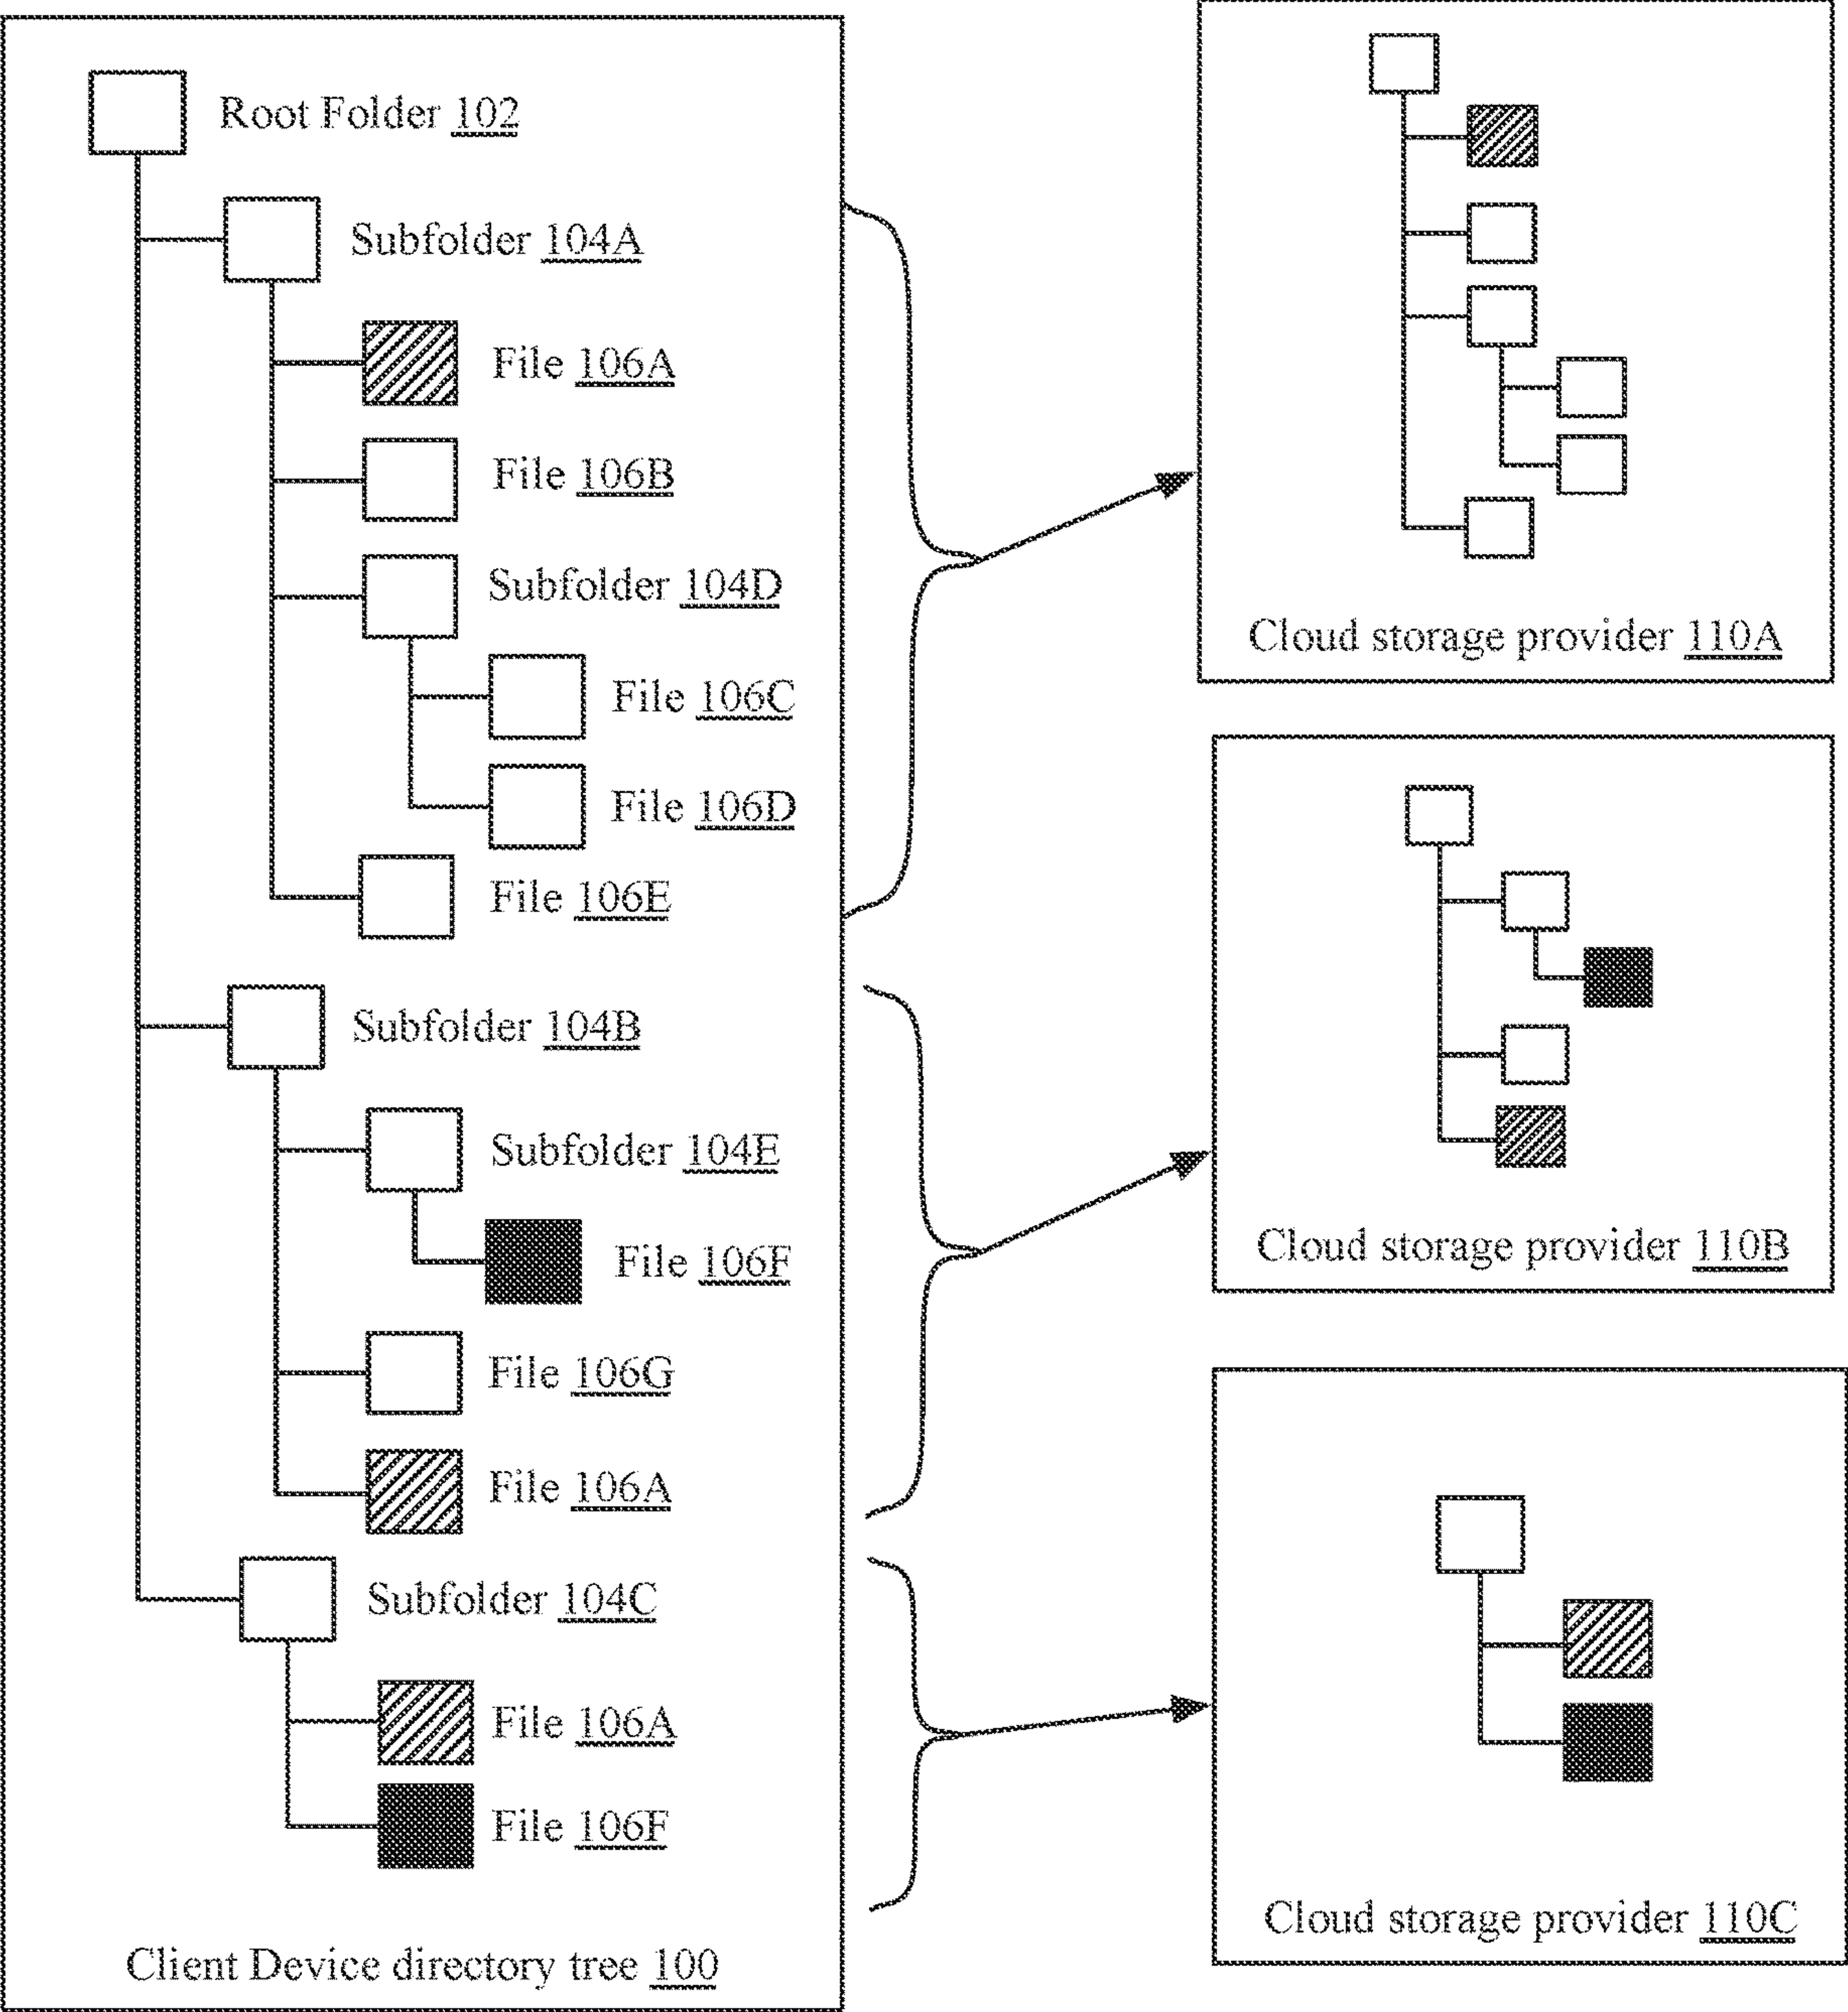 Root Folder 102
Subfolder 104A
File 106A
File 106B
Subfolder 104D
File 106C
File 106D
File 106E
Subfolder 104B
Subfolder 104E
File 106F
File 106G
File 106A
Subfolder 104C
File 106A
File 106F
Client Device directory tree 100
Cloud storage provider 110A
Cloud storage provider 110B
Cloud storage provider 110C